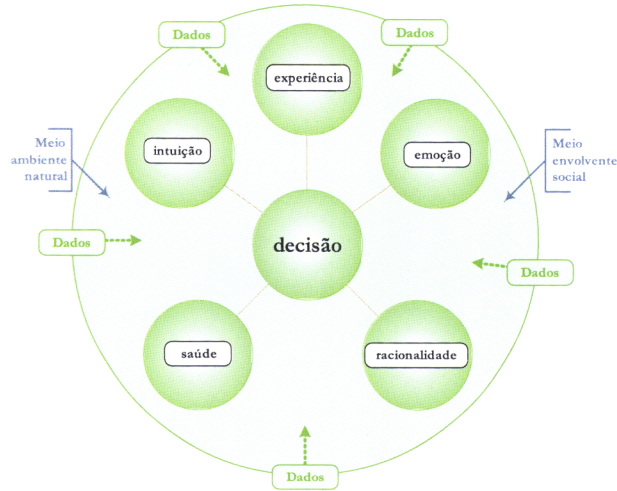 Dados
Dados
experiência
Meio
ambiente
natural
intuição
emoção
Meio
envolvente
social
Dados
decisão
Dados
saúde
racionalidade
Dados